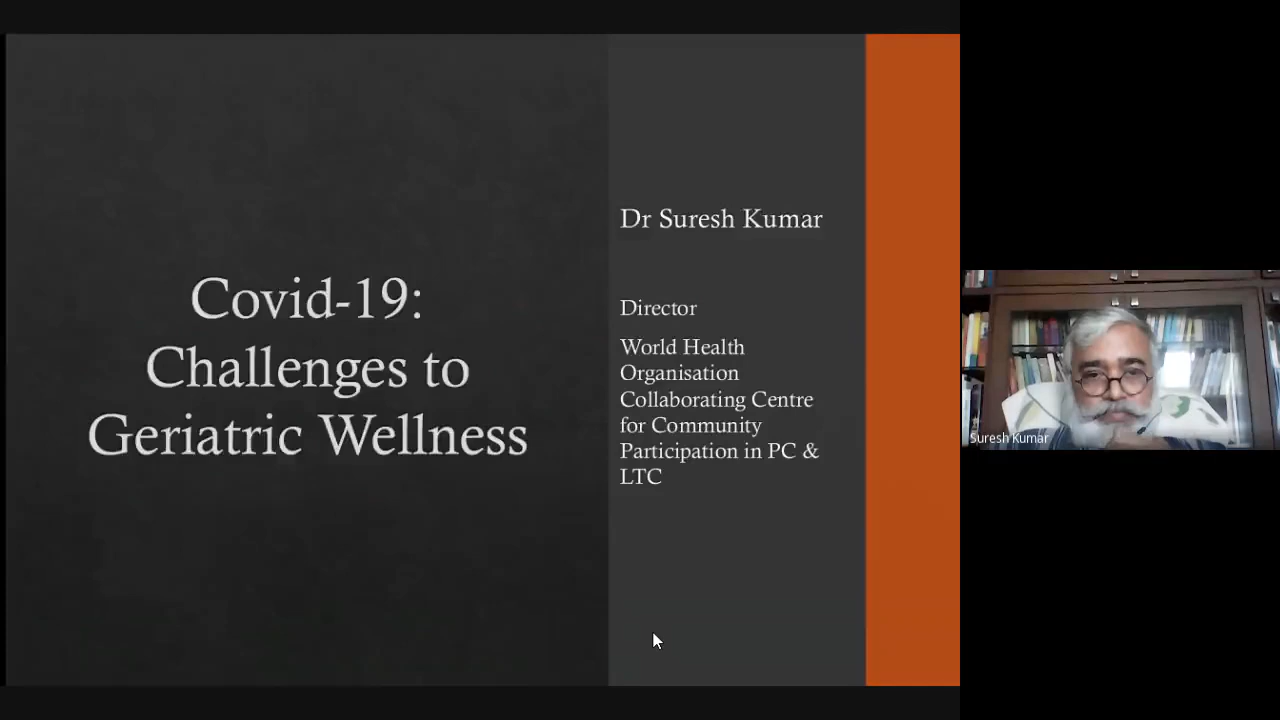 Covid-19:
Challenges to
Geriatric Wellness
Dr Suresh Kumar
Director
World Health
Organisation
Collaborating Centre
for Community
Participation in PC &
LTC
Suresh Kumar